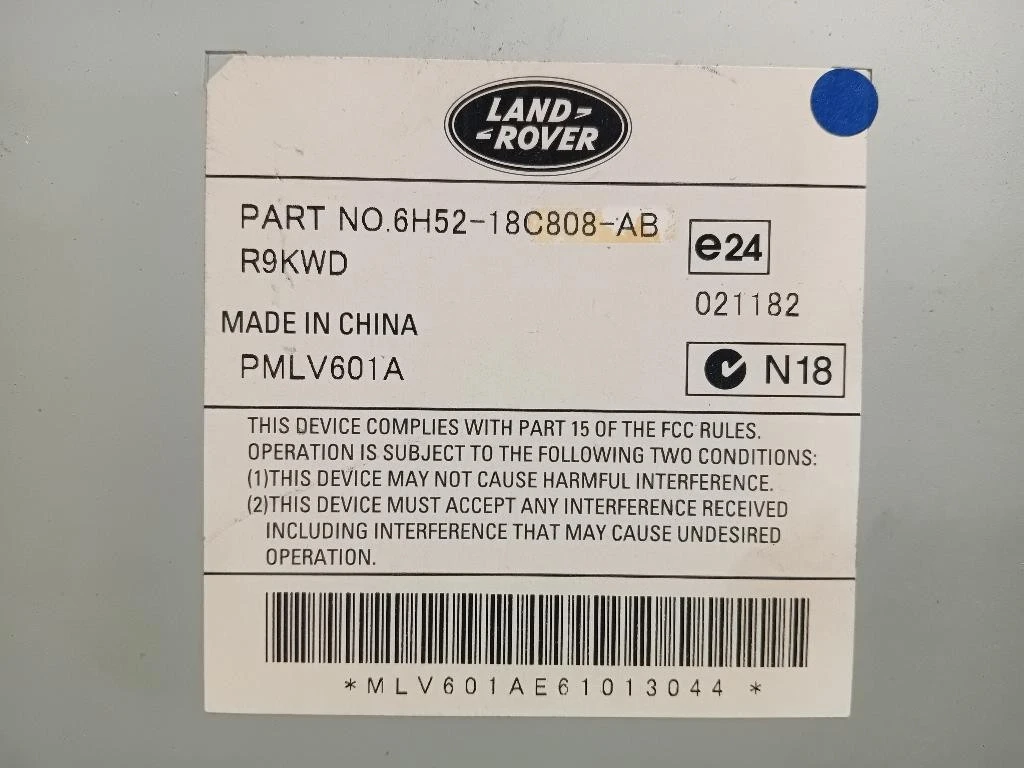 LAND
ROVER
PART NO.6H52-18C808-AB
R9KWD
e24
021182
MADE IN CHINA
PMLV601A
N18
THIS DEVICE COMPLIES WITH PART 15 OF THE FCC RULES.
OPERATION IS SUBJECT TO THE FOLLOWING TWO CONDITIONS:
(1)THIS DEVICE MAY NOT CAUSE HARMFUL INTERFERENCE.
(2)THIS DEVICE MUST ACCEPT ANY INTERFERENCE RECEIVED
INCLUDING INTERFERENCE THAT MAY CAUSE UNDESIRED
OPERATION.
*MLV601AE61013044 *